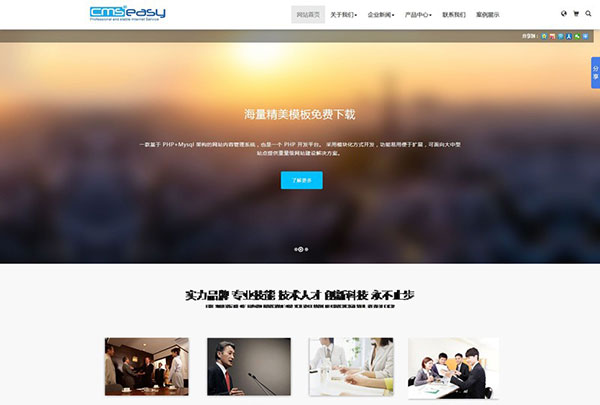 CMSeasy
Professional and stable Internet Service
网站首页 关于我们 企业新闻 产品中心 联系我们 案例展示
共享到:
分享
海量精美模板免费下载
一款基于 PHP+Mysql 架构的网站内容管理系统，也是一个 PHP 开发平台。 采用模块化方式开发，功能易用便于扩展，可面向大中型
站点提供重量级网站建设解决方案。
了解更多
实力品牌 专业技能 技术人才 创新科技 永不止步